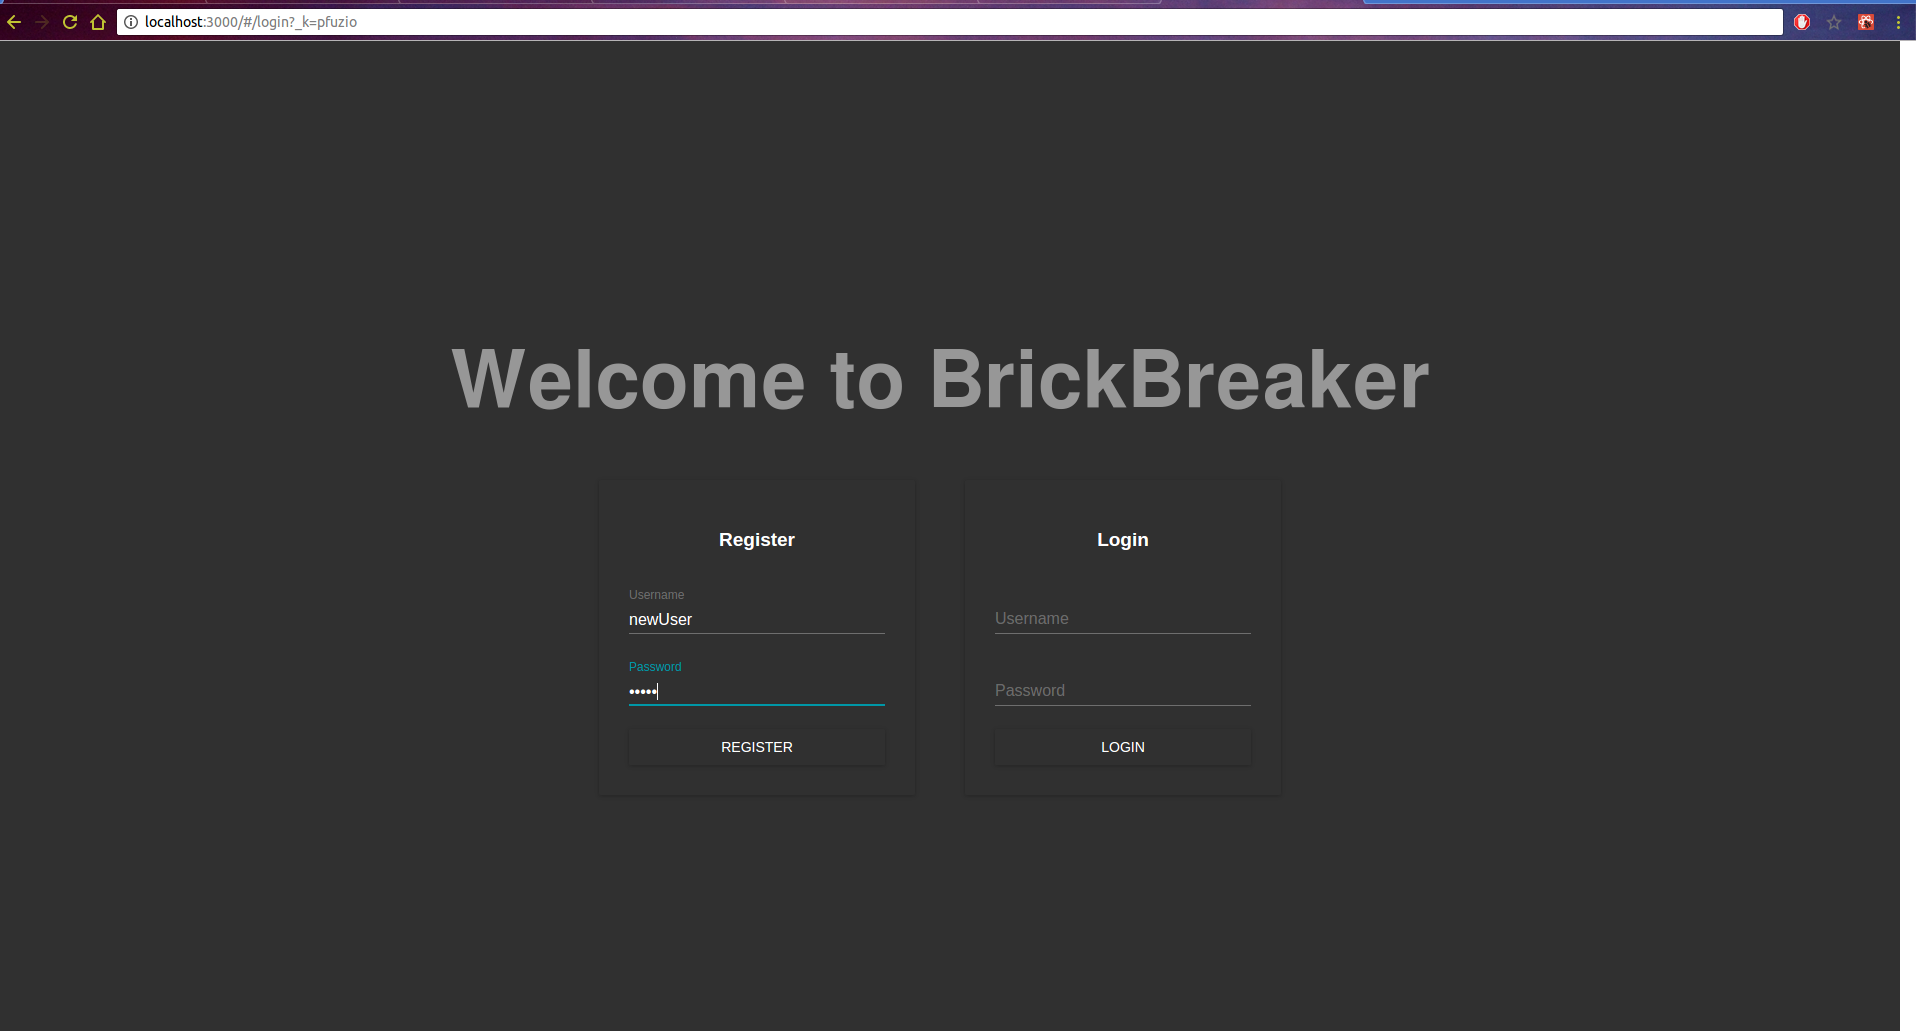 localhost:3000/#/login?_k=pfuzio
Welcome to BrickBreaker
Register
Username
newUser
Password
•••••
REGISTER
Login
Username
Password
LOGIN